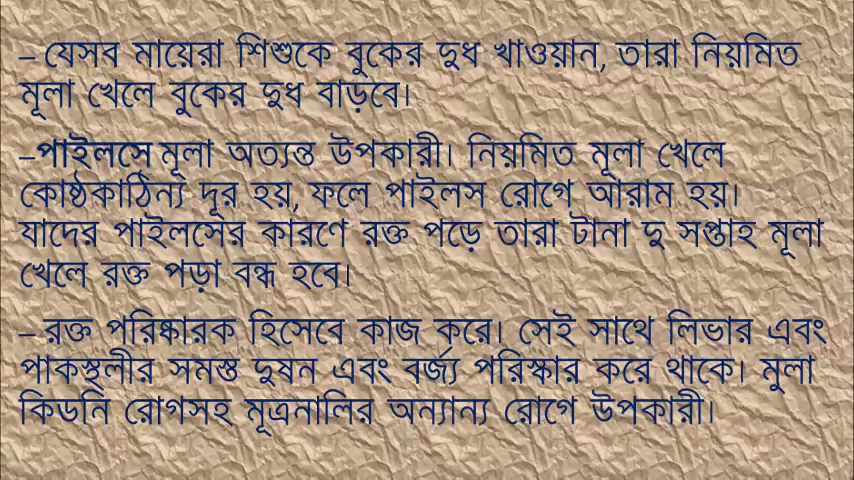 – যেসব মায়েরা শিশুকে বুকের দুধ খাওয়ান, তারা নিয়মিত
মূলা খেলে বুকের দুধ বাড়বে।
–পাইলসে মূলা অত্যন্ত উপকারী। নিয়মিত মূলা খেলে
কোষ্ঠকাঠিন্য দূর হয়, ফলে পাইলস রোগে আরাম হয়।
যাদের পাইলসের কারণে রক্ত পড়ে তারা টানা দু সপ্তাহ মূলা
খেলে রক্ত পড়া বন্ধ হবে।
– রক্ত পরিষ্কারক হিসেবে কাজ করে। সেই সাথে লিভার এবং
পাকস্থলীর সমস্ত দুষন এবং বর্জ্য পরিস্কার করে থাকে। মুলা
কিডনি রোগসহ মূত্রনালির অন্যান্য রোগে উপকারী।